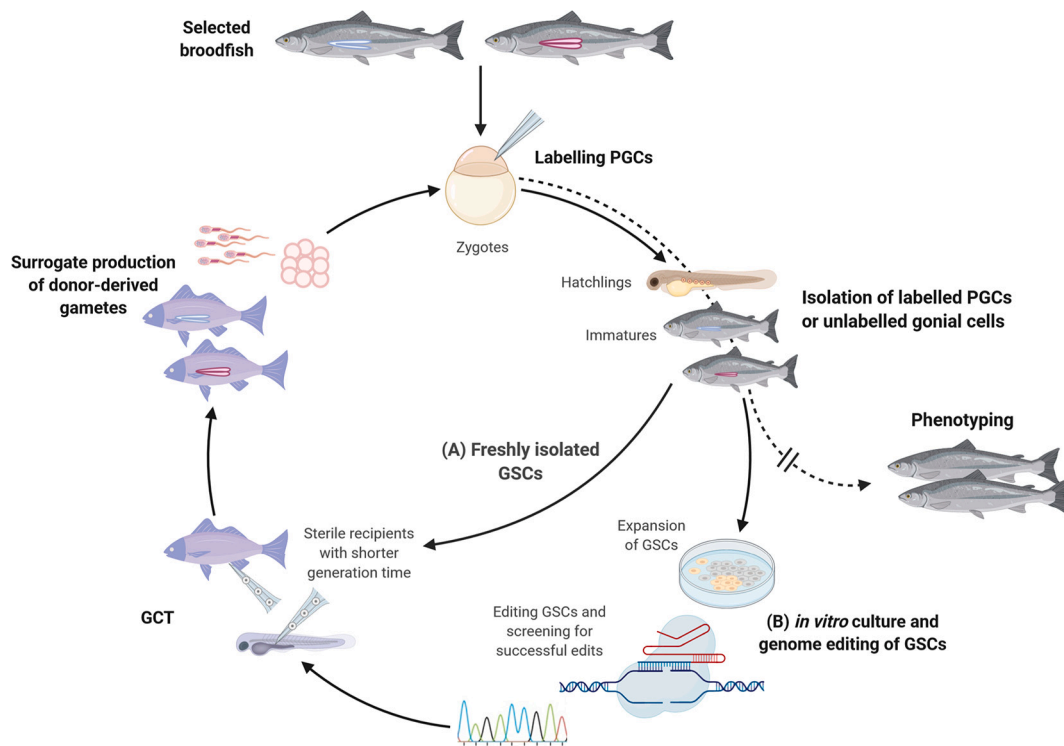 Selected
broodfish
Labelling PGCs
Zygotes
Hatchlings
Immatures
Isolation of labelled PGCs
or unlabelled gonial cells
Surrogate production
of donor-derived
gametes
Phenotyping
(A) Freshly isolated
GSCs
Expansion
of GSCs
Sterile recipients
with shorter
generation time
GCT
Editing GSCs and
screening for
successful edits
(B) in vitro culture and
genome editing of GSCs